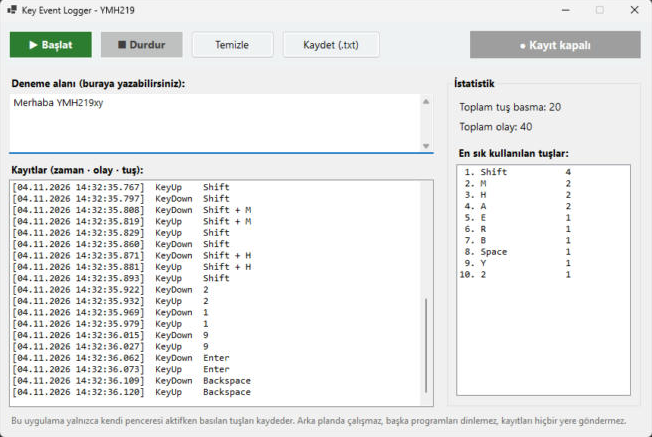 Key Event Logger - YMH219
▶ Başlat
■ Durdur
Temizle
Kaydet (.txt)
● Kayıt kapalı
Deneme alanı (buraya yazabilirsiniz):
Merhaba YMH219xy
Kayıtlar (zaman · olay · tuş):
[04.11.2026 14:32:35.767] KeyUp Shift
[04.11.2026 14:32:35.797] KeyDown Shift
[04.11.2026 14:32:35.808] KeyDown Shift + M
[04.11.2026 14:32:35.819] KeyUp Shift + M
[04.11.2026 14:32:35.829] KeyUp Shift
[04.11.2026 14:32:35.860] KeyDown Shift
[04.11.2026 14:32:35.871] KeyDown Shift + H
[04.11.2026 14:32:35.881] KeyUp Shift + H
[04.11.2026 14:32:35.893] KeyUp Shift
[04.11.2026 14:32:35.922] KeyDown 2
[04.11.2026 14:32:35.932] KeyUp 2
[04.11.2026 14:32:35.969] KeyDown 1
[04.11.2026 14:32:35.979] KeyUp 1
[04.11.2026 14:32:36.015] KeyDown 9
[04.11.2026 14:32:36.027] KeyUp 9
[04.11.2026 14:32:36.062] KeyDown Enter
[04.11.2026 14:32:36.073] KeyUp Enter
[04.11.2026 14:32:36.109] KeyDown Backspace
[04.11.2026 14:32:36.120] KeyUp Backspace
İstatistik
Toplam tuş basma: 20
Toplam olay: 40
En sık kullanılan tuşlar:
1. Shift 4
2. M 2
3. H 2
4. A 2
5. E 1
6. R 1
7. B 1
8. Space 1
9. Y 1
10. 2 1
Bu uygulama yalnızca kendi penceresi aktifken basılan tuşları kaydeder. Arka planda çalışmaz, başka programları dinlemez, kayıtları hiçbir yere göndermez.